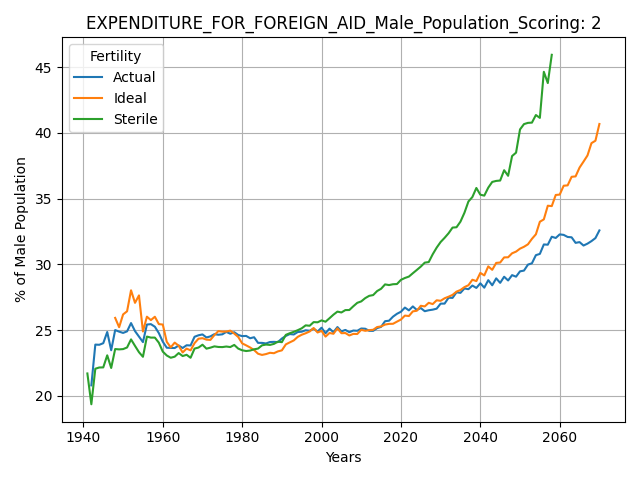 EXPENDITURE_FOR_FOREIGN_AID_Male_Population_Scoring: 2
Fertility
Actual
Ideal
Sterile
% of Male Population
45
40
35
30
25
20
1940
1960
1980
2000
2020
2040
2060
Years